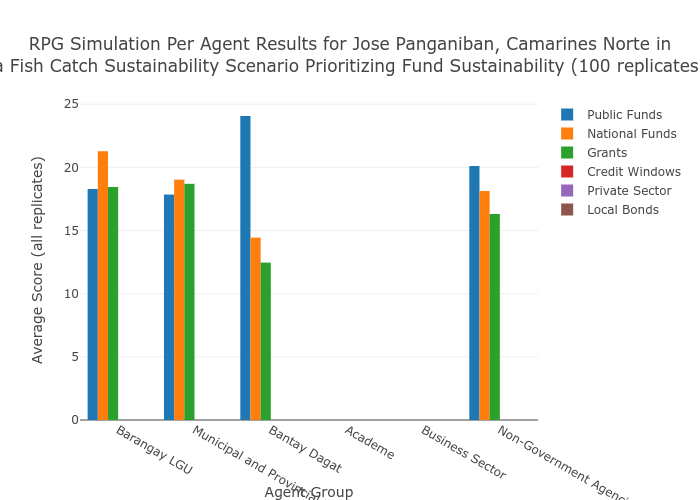 RPG Simulation Per Agent Results for Jose Panganiban, Camarines Norte in
a Fish Catch Sustainability Scenario Prioritizing Fund Sustainability (100 replicates
25
20
15
10
5
0
Average Score (all replicates)
Public Funds
National Funds
Grants
Credit Windows
Private Sector
Local Bonds
Barangay LGU
Municipal and Provincial
Bantay Dagat
Academe
Business Sector
Non-Government Agenci
Agent Group